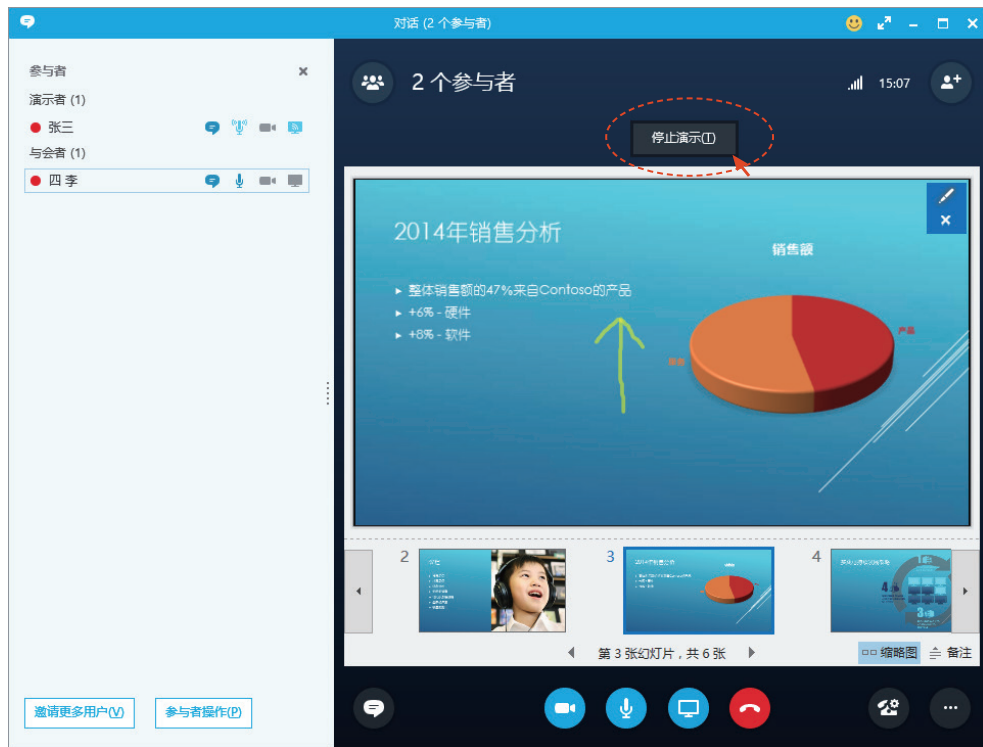 对话 (2 个参与者)
参与者
演示者 (1)
张三
与会者 (1)
四 李
2 个参与者
15:07
停止演示(T)
2014年销售分析
整体销售额的47%来自Contoso的产品
+6% - 硬件
+8% - 软件
销售额
产品
2
3
4
第 3 张幻灯片，共 6 张
缩略图
备注
邀请更多用户(V)
参与者操作(P)